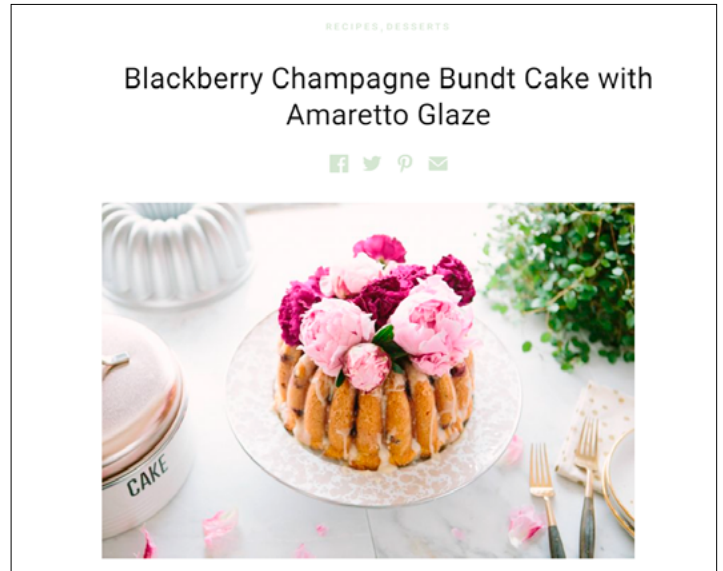 RECIPES, DESSERTS
Blackberry Champagne Bundt Cake with
Amaretto Glaze
CAKE